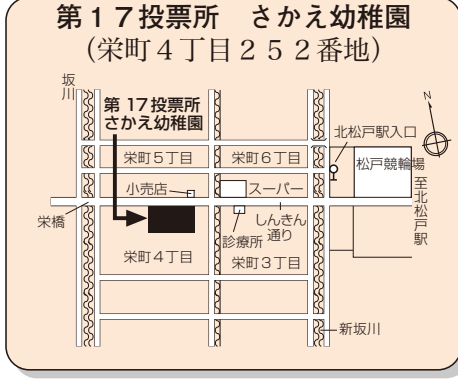 第17投票所　さかえ幼稚園
(栄町4丁目252番地)
坂川
第17投票所
さかえ幼稚園
N
北松戸駅入口
栄町5丁目
栄町6丁目
松戸競輪場
小売店
スーパー
至北松戸駅
栄橋
しんきん
通り
診療所
栄町4丁目
栄町3丁目
新坂川